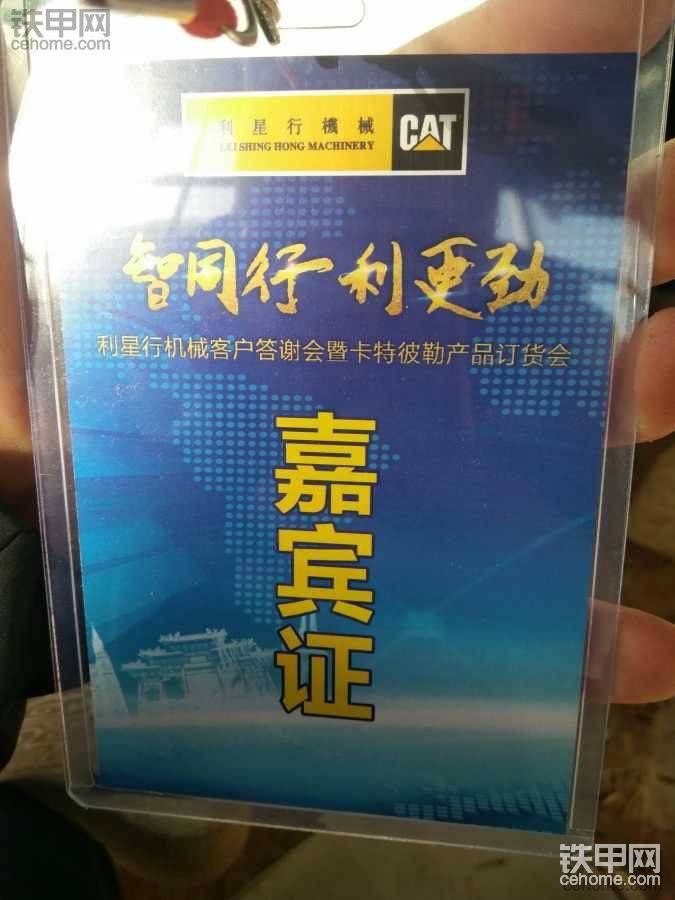 铁甲网
cehome.com
利星行機械
LEI SHING HONG MACHINERY
CAT
智同行 利更劲
利星行机械客户答谢会暨卡特彼勒产品订货会
嘉
宾
证
铁甲网
cehome.com